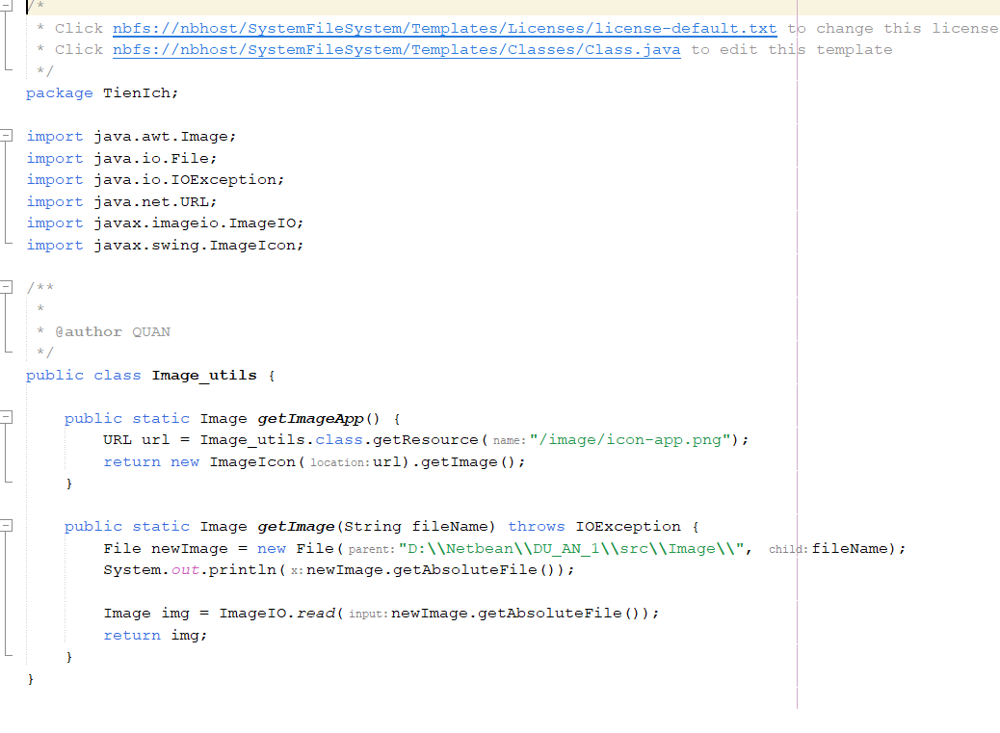 /*
 * Click nbfs://nbhost/SystemFileSystem/Templates/Licenses/license-default.txt to change this license
 * Click nbfs://nbhost/SystemFileSystem/Templates/Classes/Class.java to edit this template
 */
package TienIch;

import java.awt.Image;
import java.io.File;
import java.io.IOException;
import java.net.URL;
import javax.imageio.ImageIO;
import javax.swing.ImageIcon;

/**
 *
 * @author QUAN
 */
public class Image_utils {

    public static Image getImageApp() {
        URL url = Image_utils.class.getResource( name: "/image/icon-app.png");
        return new ImageIcon( location: url).getImage();
    }

    public static Image getImage(String fileName) throws IOException {
        File newImage = new File( parent: "D:\\Netbean\\DU_AN_1\\src\\Image\\", child: fileName);
        System.out.println( x: newImage.getAbsoluteFile());

        Image img = ImageIO.read( input: newImage.getAbsoluteFile());
        return img;
    }
}